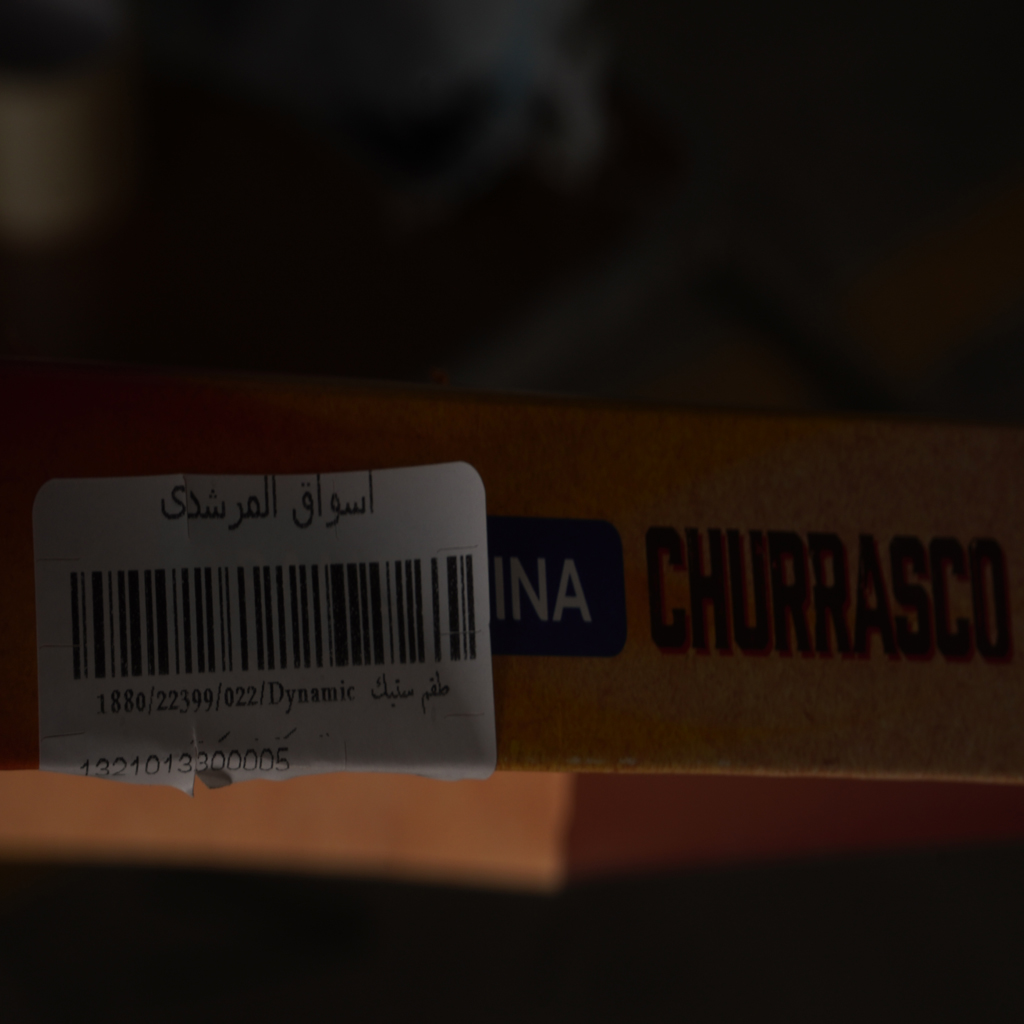 اسواق المرشدى
1880/22399/022/Dynamic طقم ستيك
1321013300005
INA
CHURRASCO